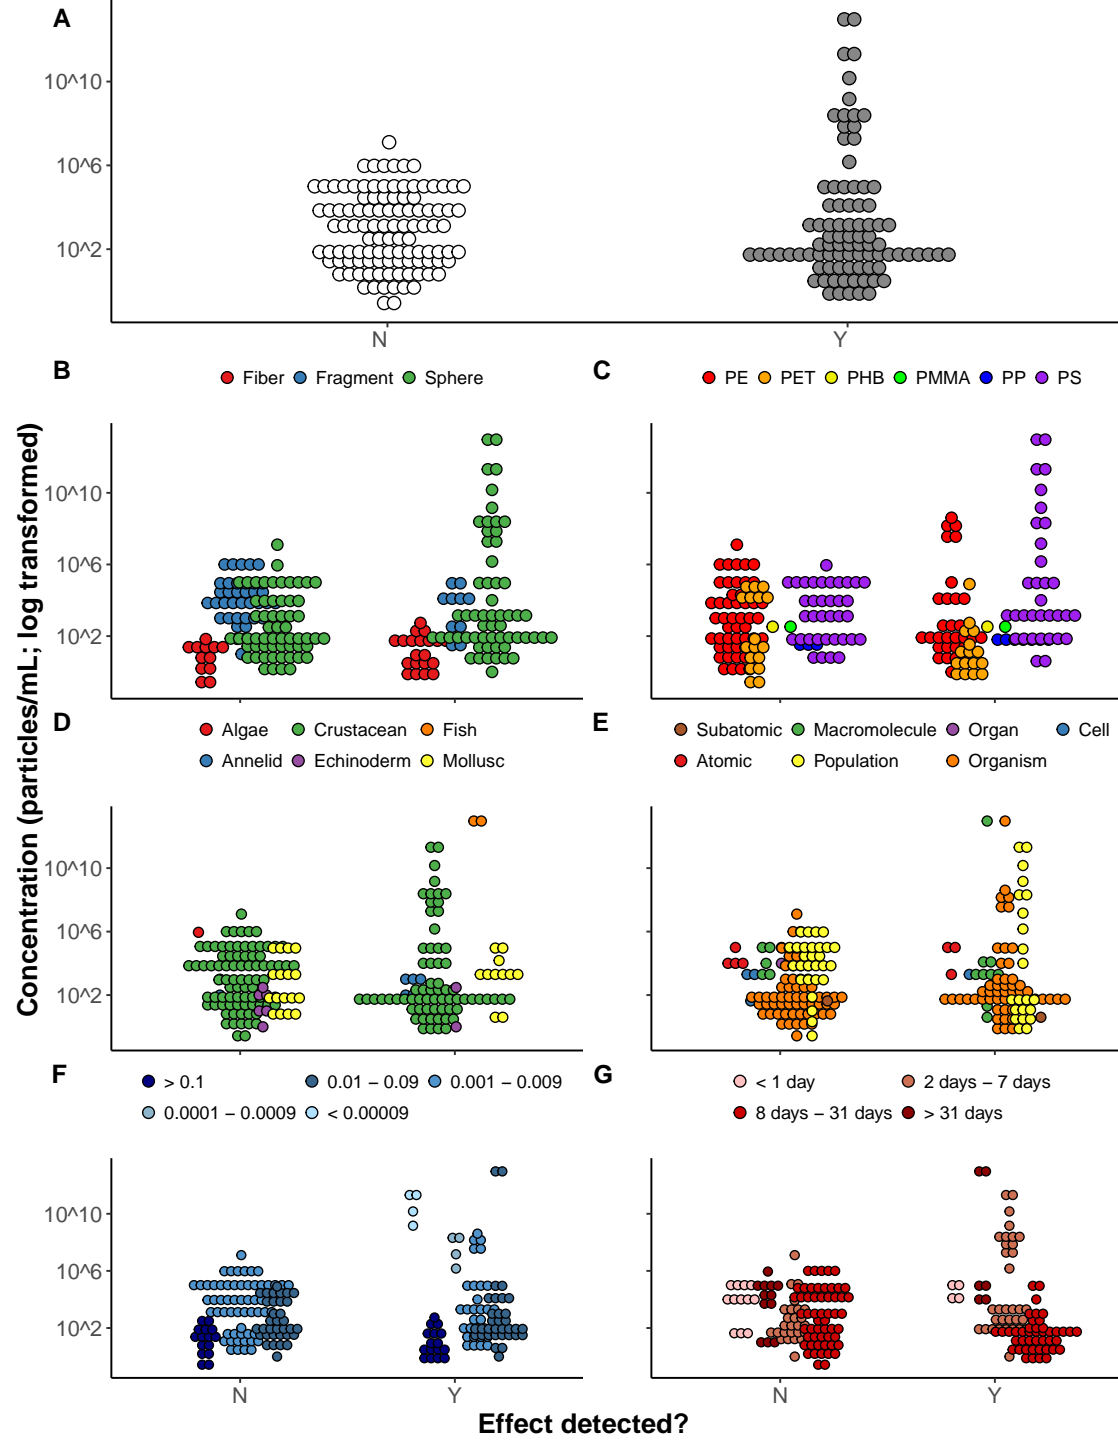 A
10^10
10^6
10^2
N Y
B C
Fiber Fragment Sphere
PE PET PHB PMMA PP PS
Concentration (particles/mL; log transformed)
10^10
10^6
10^2
D E
Algae Crustacean Fish
Annelid Echinoderm Mollusc
Subatomic Macromolecule Organ Cell
Atomic Population Organism
10^10
10^6
10^2
F G
> 0.1 0.01 − 0.09 0.001 − 0.009
0.0001 − 0.0009 < 0.00009
< 1 day 2 days − 7 days
8 days − 31 days > 31 days
10^10
10^6
10^2
N Y N Y
Effect detected?